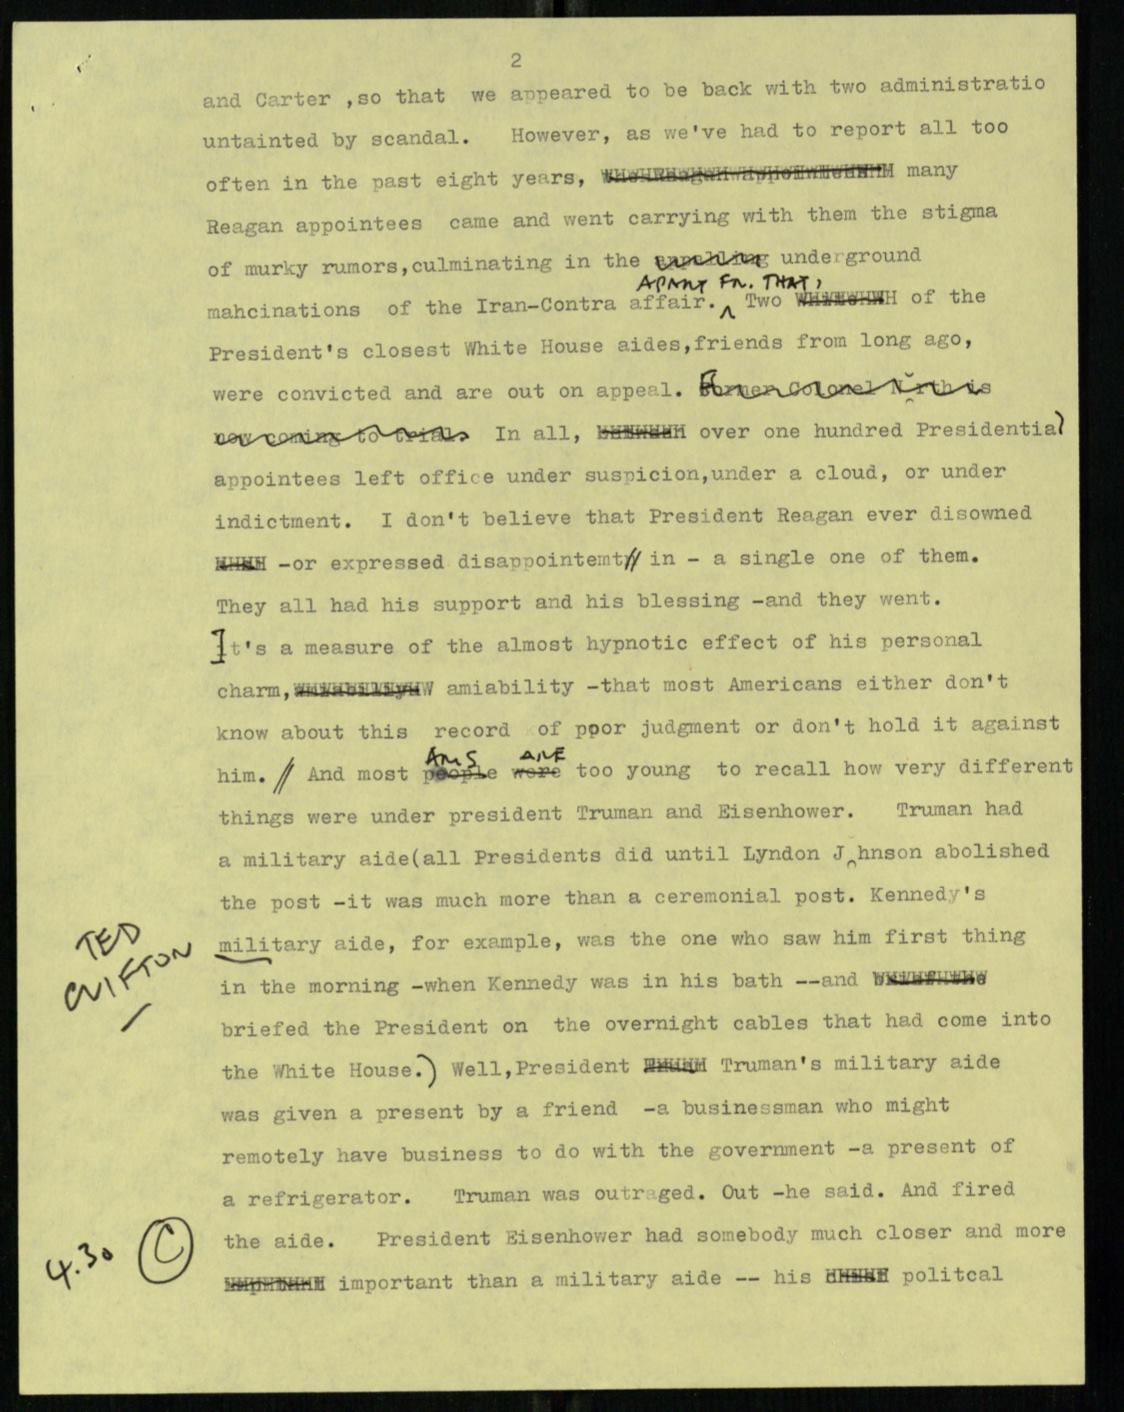 2
and Carter ,so that we appeared to be back with two administratio
untainted by scandal. However, as we've had to report all too
often in the past eight years, many
Reagan appointees came and went carrying with them the stigma
of murky rumors,culminating in the underground
APART FM. THAT,
mahcinations of the Iran-Contra affair. Two of the
President's closest White House aides,friends from long ago,
were convicted and are out on appeal. Former Colonel North is
now coming to trial. In all, over one hundred Presidential
appointees left office under suspicion,under a cloud, or under
indictment. I don't believe that President Reagan ever disowned
-or expressed disappointemt// in - a single one of them.
They all had his support and his blessing -and they went.
It's a measure of the almost hypnotic effect of his personal
charm, amiability -that most Americans either don't
know about this record of poor judgment or don't hold it against
AMS ARE
him. // And most people were too young to recall how very different
things were under president Truman and Eisenhower. Truman had
a military aide(all Presidents did until Lyndon J hnson abolished
the post -it was much more than a ceremonial post. Kennedy's
TED
CLIFTON
military aide, for example, was the one who saw him first thing
in the morning -when Kennedy was in his bath --and
briefed the President on the overnight cables that had come into
the White House.) Well,President Truman's military aide
was given a present by a friend -a businessman who might
remotely have business to do with the government -a present of
a refrigerator. Truman was outraged. Out -he said. And fired
4.30 C
the aide. President Eisenhower had somebody much closer and more
important than a military aide -- his politcal